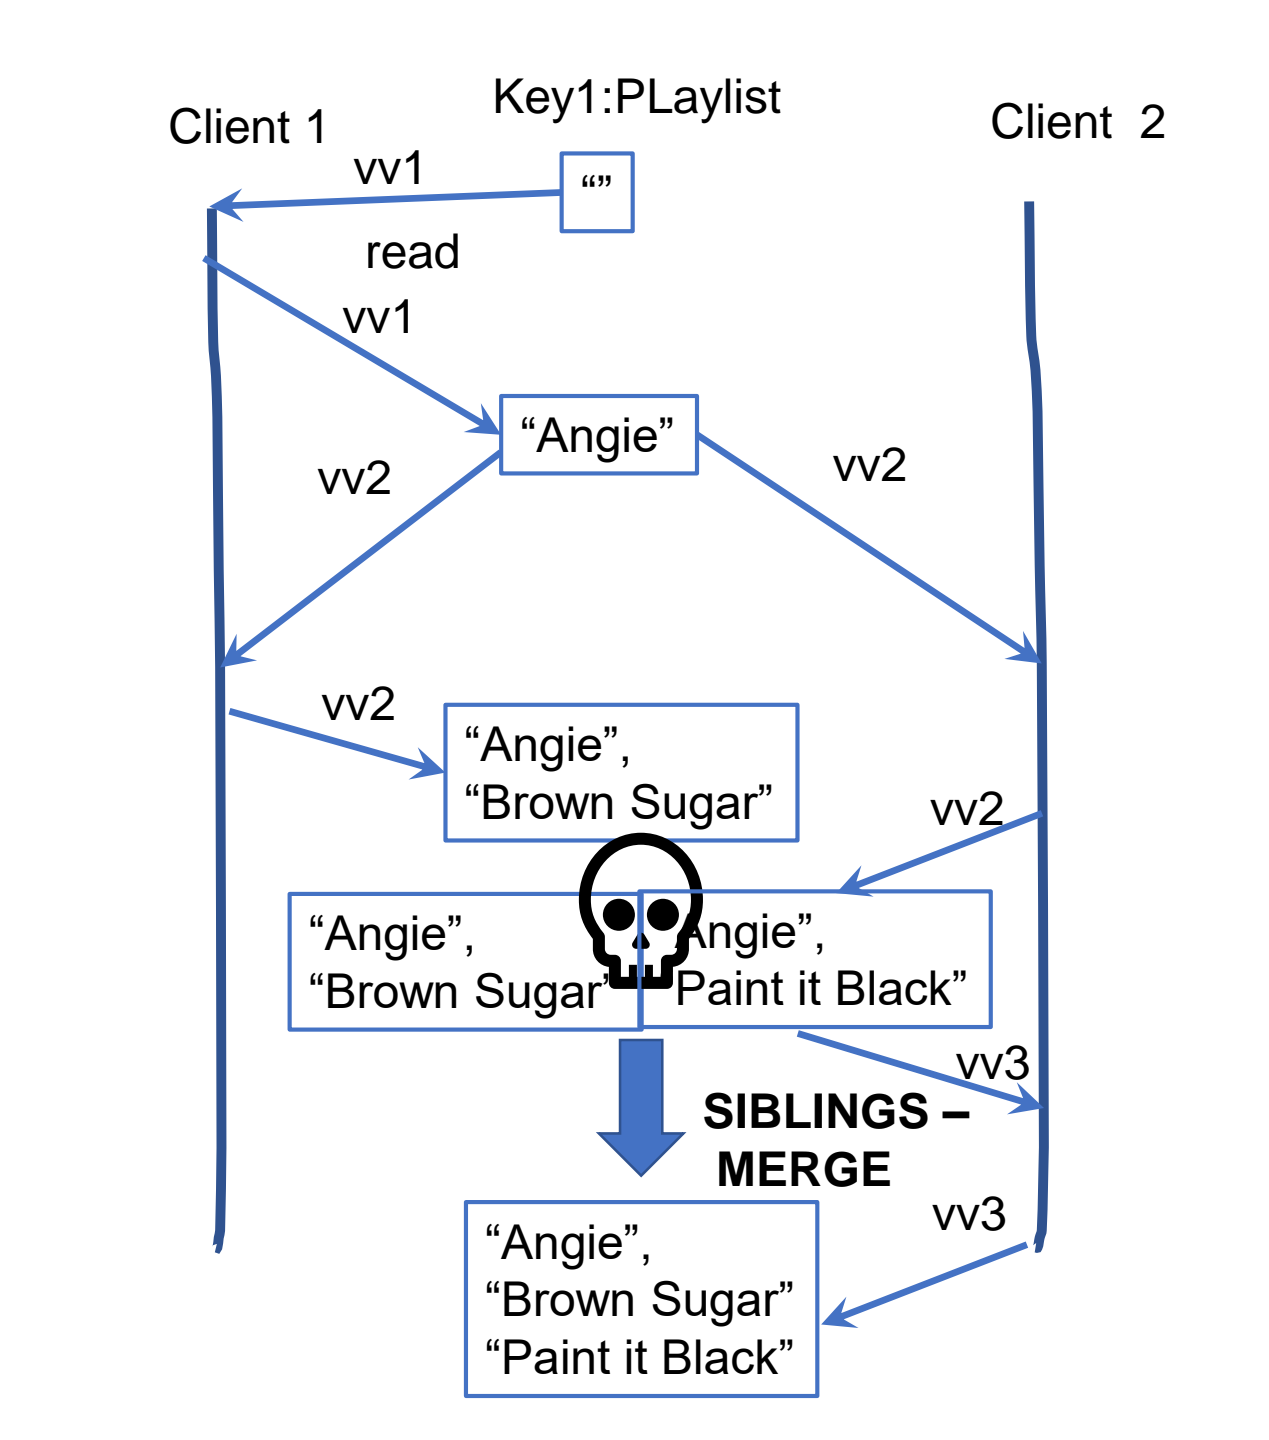 Key1:PLaylist
Client 1
Client 2
vv1
“”
read
vv1
“Angie”
vv2
vv2
vv2
“Angie”,
“Brown Sugar”
vv2
“Angie”,
“Brown Sugar”
Angie”,
Paint it Black”
vv3
SIBLINGS –
MERGE
vv3
“Angie”,
“Brown Sugar”
“Paint it Black”